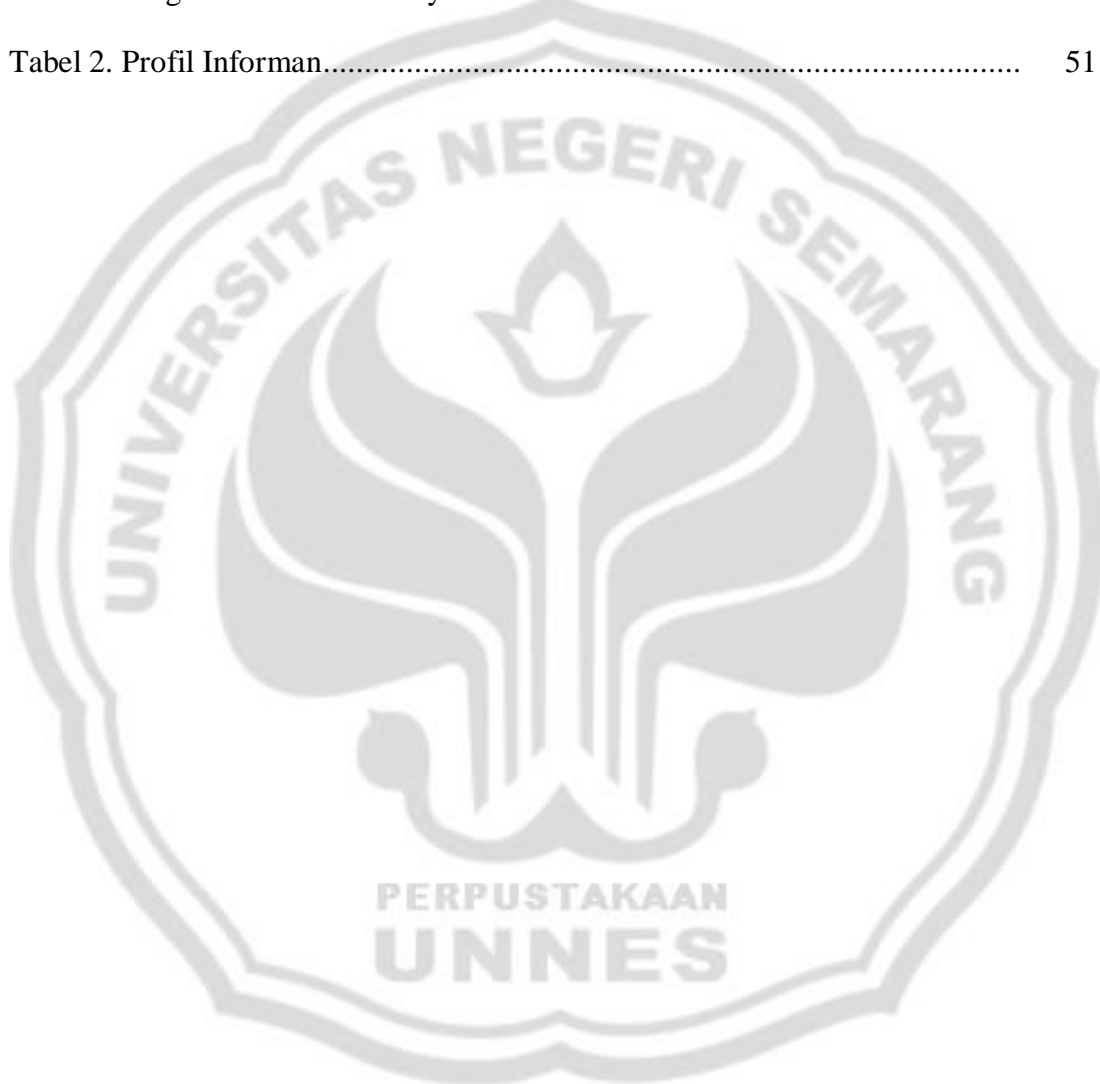 Tabel 2. Profil Informan.......................................................................... 51
UNIVERSITAS NEGERI SEMARANG
PERPUSTAKAAN
UNNES